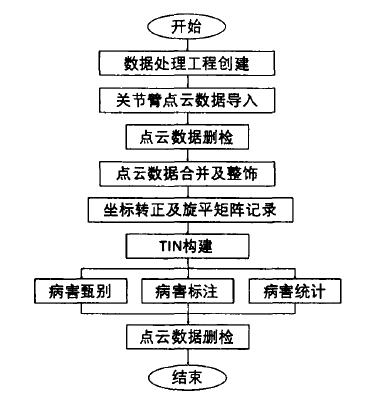 开始
数据处理工程创建
关节臂点云数据导入
点云数据删检
点云数据合并及整饰
坐标转正及旋平矩阵记录
TIN构建
病害甄别
病害标注
病害统计
点云数据删检
结束